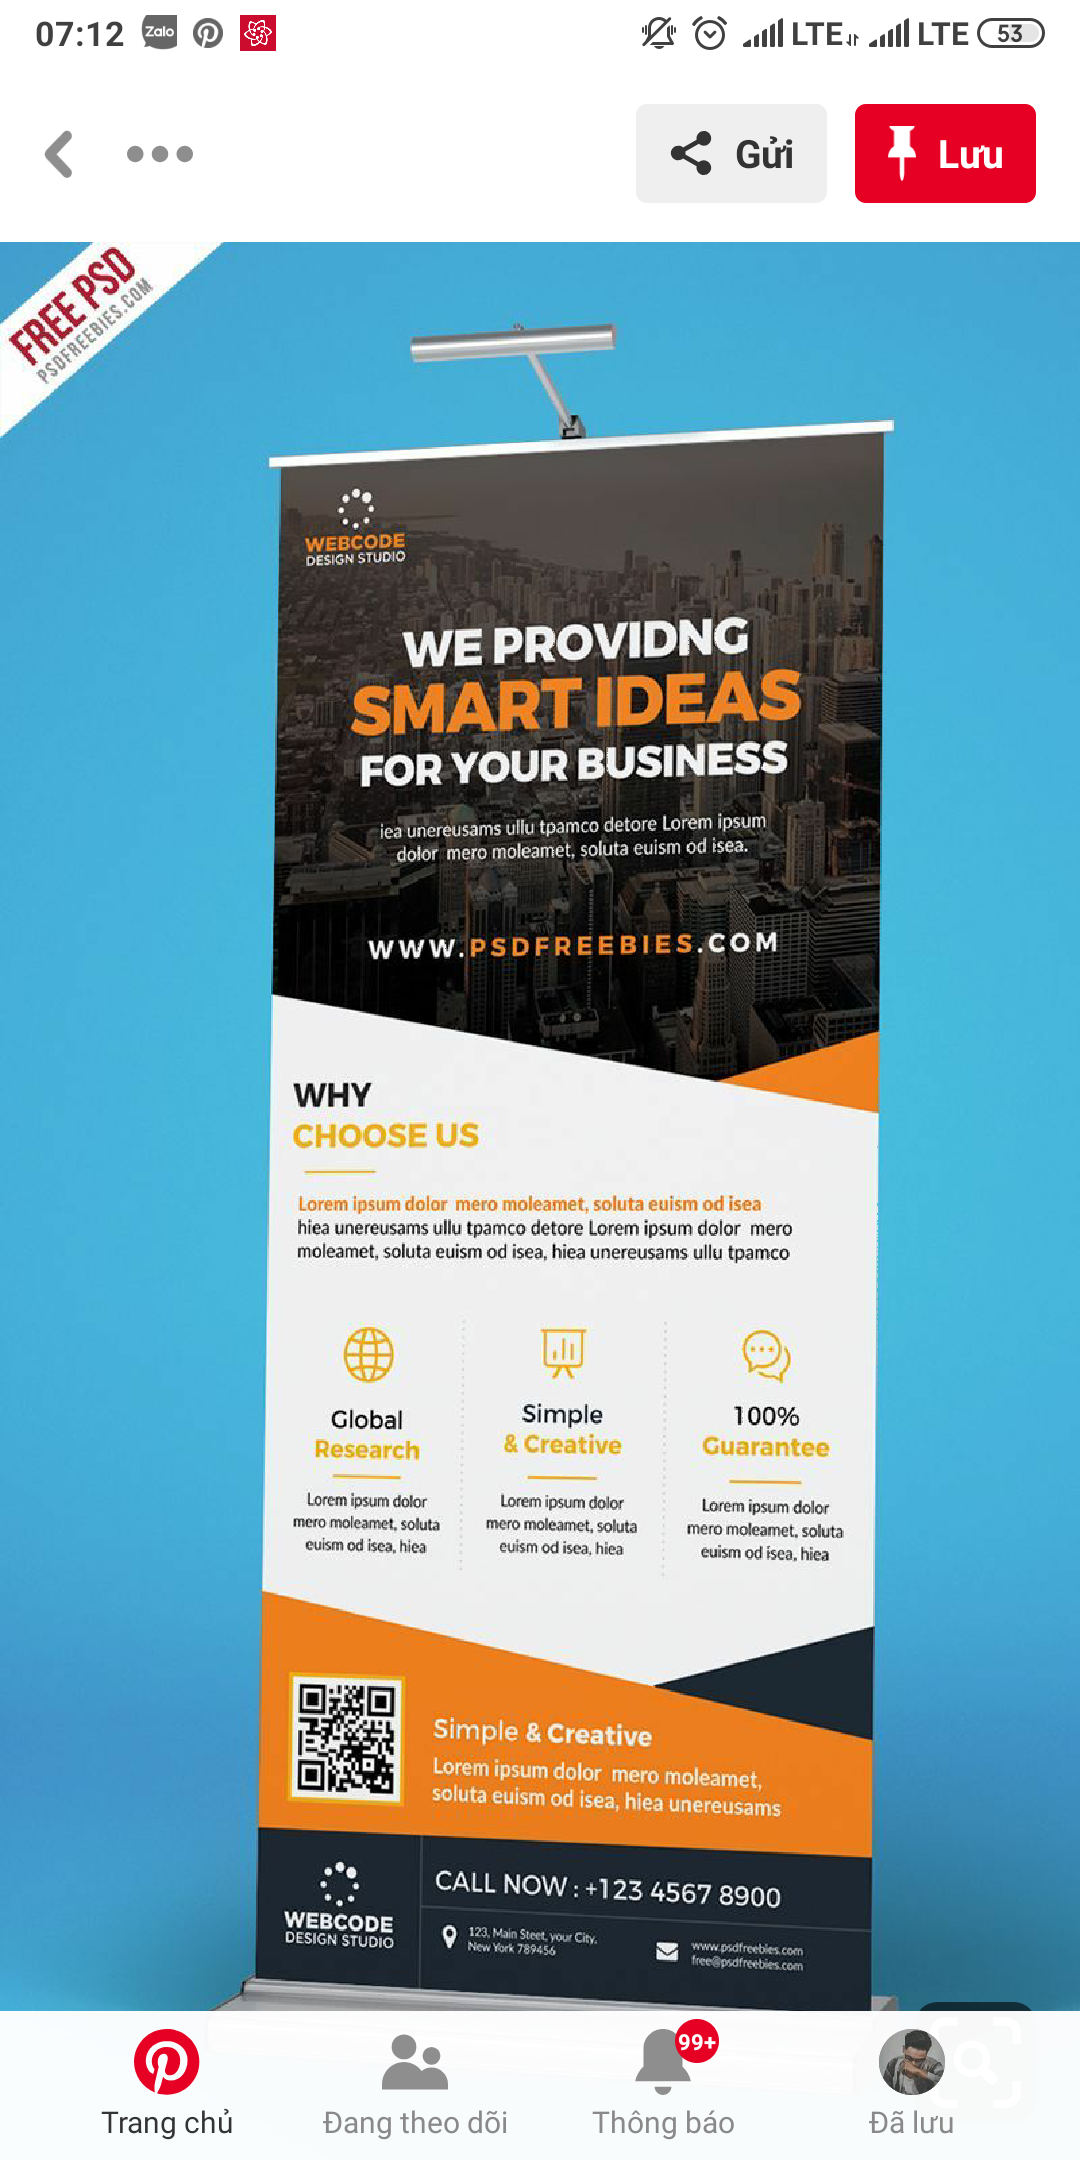 07:12
Zalo
LTE
LTE
53
Gửi
Lưu
FREE PSD
PSDFREEBIES.COM
WEBCODE
DESIGN STUDIO
WE PROVIDNG
SMART IDEAS
FOR YOUR BUSINESS
iea unereusams ullu tpamco detore Lorem ipsum
dolor mero moleamet, soluta euism od isea.
WWW.PSDFREEBIES.COM
WHY
CHOOSE US
Lorem ipsum dolor mero moleamet, soluta euism od isea
hiea unereusams ullu tpamco detore Lorem ipsum dolor mero
moleamet, soluta euism od isea, hiea unereusams ullu tpamco
Global
Research
Lorem ipsum dolor
mero moleamet, soluta
euism od isea, hiea
Simple
& Creative
Lorem ipsum dolor
mero moleamet, soluta
euism od isea, hiea
100%
Guarantee
Lorem ipsum dolor
mero moleamet, soluta
euism od isea, hiea
Simple & Creative
Lorem ipsum dolor mero moleamet,
soluta euism od isea, hiea unereusams
WEBCODE
DESIGN STUDIO
CALL NOW : +123 4567 8900
123, Main Steet, your City,
New York 789456
www.psdfreebies.com
free@psdfreebies.com
99+
Trang chủ
Đang theo dõi
Thông báo
Đã lưu